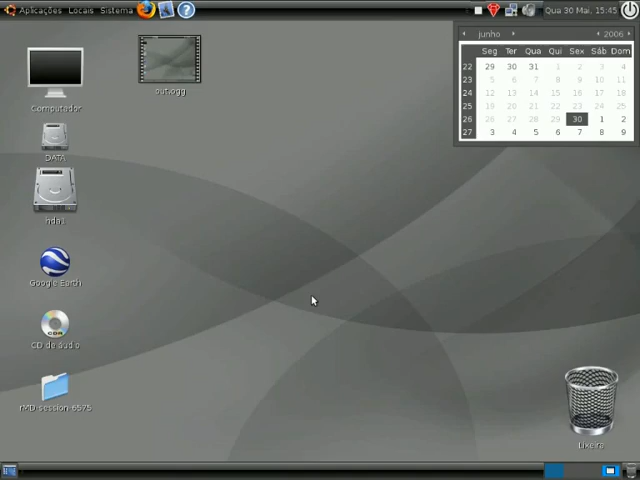 Aplicações Locais Sistema Qua 30 Mai, 15:45
junho 2006
Seg Ter Qua Qui Sex Sáb Dom
22 29 30 31 1 2 3 4
23 5 6 7 8 9 10 11
24 12 13 14 15 16 17 18
25 19 20 21 22 23 24 25
26 26 27 28 29 30 1 2
27 3 4 5 6 7 8 9
out.ogg
Computador
DATA
hda1
Google Earth
CD de áudio
CDA
rMD-session-6575
Lixeira